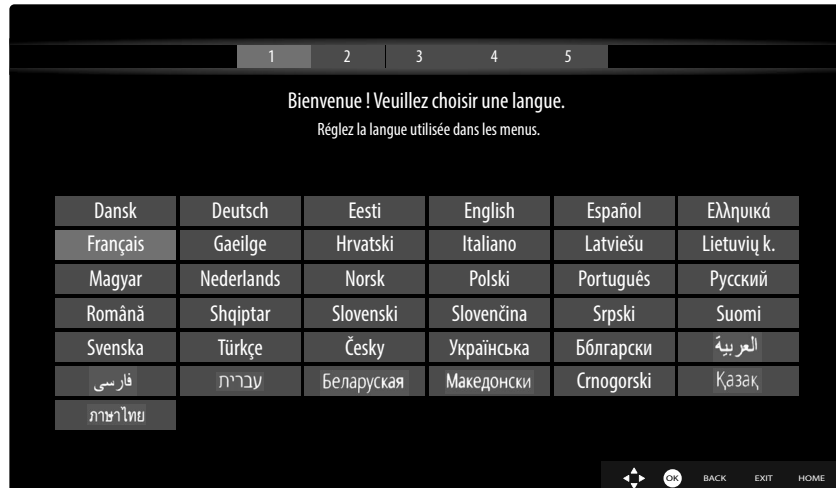 1 2 3 4 5
Bienvenue ! Veuillez choisir une langue.
Réglez la langue utilisée dans les menus.
Dansk Deutsch Eesti English Español Ελληνικά
Français Gaeilge Hrvatski Italiano Latviešu Lietuvių k.
Magyar Nederlands Norsk Polski Português Русский
Română Shqiptar Slovenski Slovenčina Srpski Suomi
Svenska Türkçe Česky Українська Бблгарски العربية
فارسی עברית Беларуская Македонски Crnogorski Қазақ
ภาษาไทย
OK BACK EXIT HOME